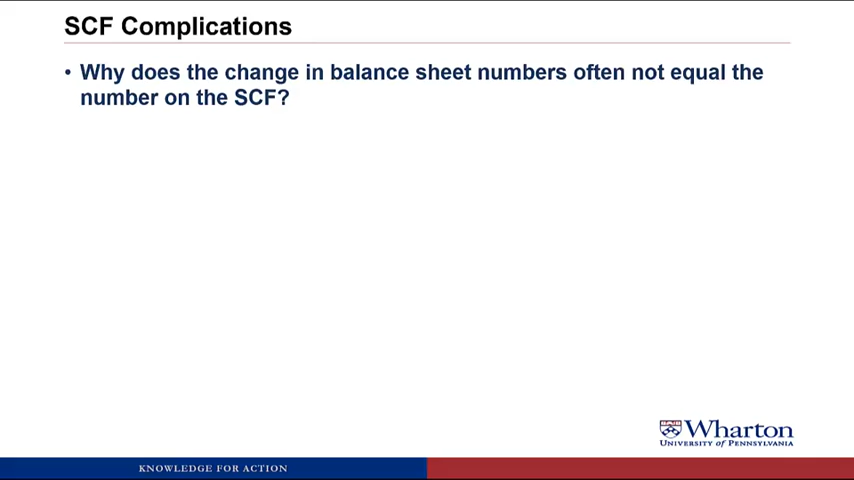 SCF Complications
• Why does the change in balance sheet numbers often not equal the
number on the SCF?
Wharton
UNIVERSITY of PENNSYLVANIA
KNOWLEDGE FOR ACTION